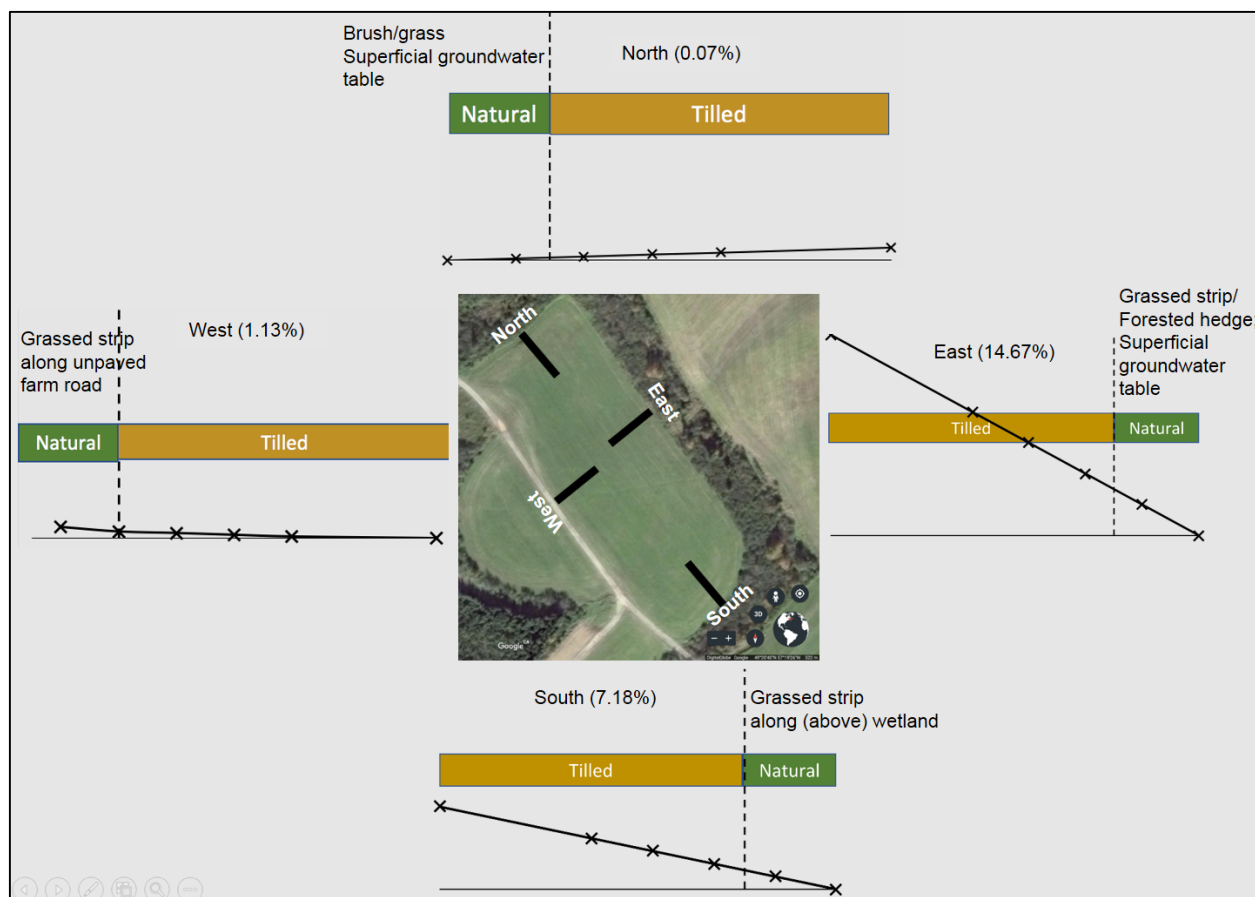 Brush/grass
Superficial groundwater
table
North (0.07%)
Natural
Tilled
Grassed strip
along unpaved
farm road
West (1.13%)
Natural
Tilled
North
East
West
South
3D
Google
Grassed strip/
Forested hedge;
Superficial
groundwater
table
East (14.67%)
Tilled
Natural
South (7.18%)
Grassed strip
along (above) wetland
Tilled
Natural